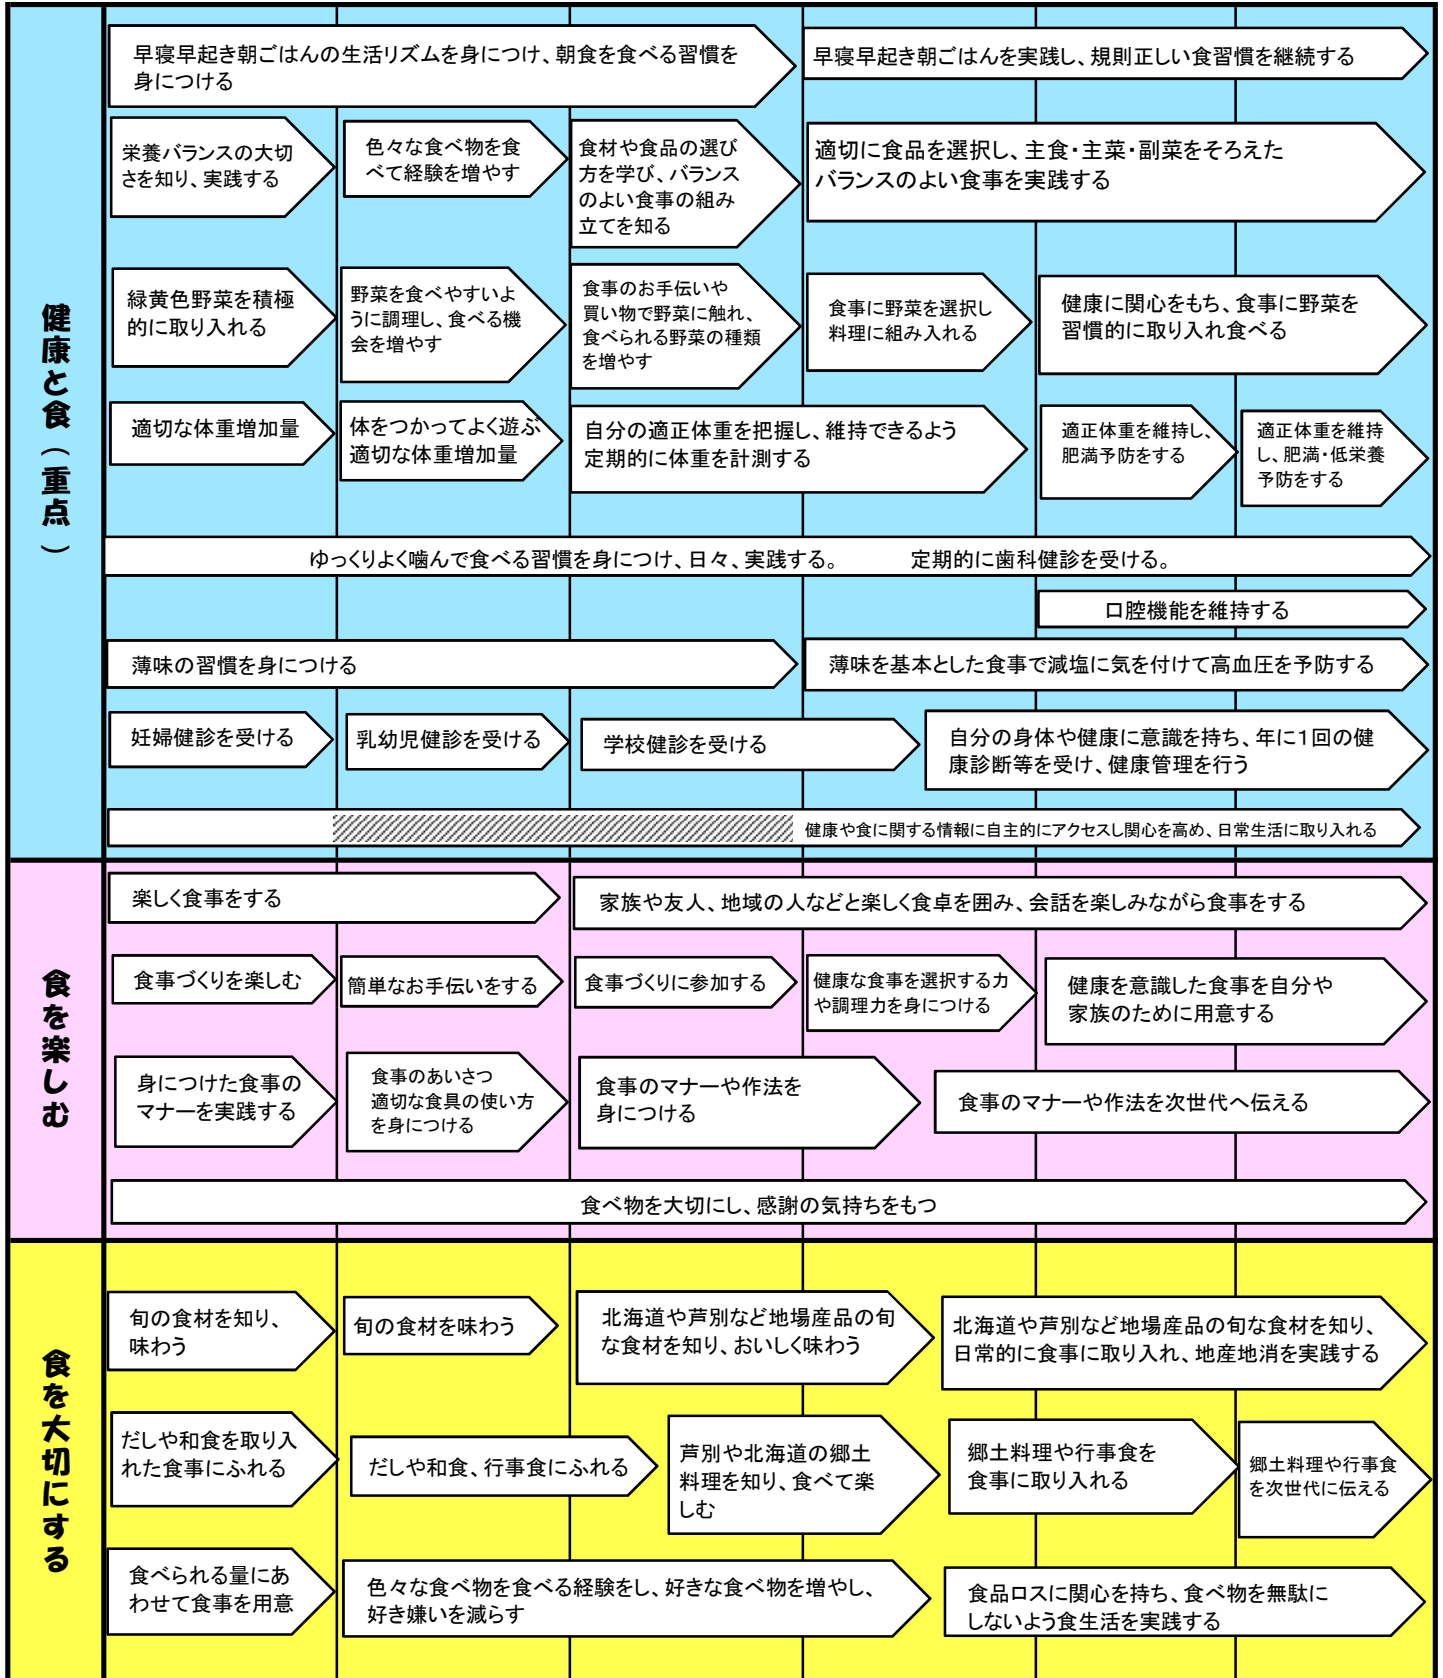 健康と食（重点）
早寝早起き朝ごはんの生活リズムを身につけ、朝食を食べる習慣を
身につける
早寝早起き朝ごはんを実践し、規則正しい食習慣を継続する
栄養バランスの大切
さを知り、実践する
色々な食べ物を食
べて経験を増やす
食材や食品の選び
方を学び、バランス
のよい食事の組み
立てを知る
適切に食品を選択し、主食・主菜・副菜をそろえた
バランスのよい食事を実践する
緑黄色野菜を積極
的に取り入れる
野菜を食べやすいよ
うに調理し、食べる機
会を増やす
食事のお手伝いや
買い物で野菜に触れ、
食べられる野菜の種類
を増やす
食事に野菜を選択し
料理に組み入れる
健康に関心をもち、食事に野菜を
習慣的に取り入れ食べる
適切な体重増加量
体をつかってよく遊ぶ
適切な体重増加量
自分の適正体重を把握し、維持できるよう
定期的に体重を計測する
適正体重を維持し、
肥満予防をする
適正体重を維持
し、肥満・低栄養
予防をする
ゆっくりよく噛んで食べる習慣を身につけ、日々、実践する。 定期的に歯科健診を受ける。
口腔機能を維持する
薄味の習慣を身につける
薄味を基本とした食事で減塩に気を付けて高血圧を予防する
妊婦健診を受ける
乳幼児健診を受ける
学校健診を受ける
自分の身体や健康に意識を持ち、年に1回の健
康診断等を受け、健康管理を行う
健康や食に関する情報に自主的にアクセスし関心を高め、日常生活に取り入れる
食を楽しむ
楽しく食事をする
家族や友人、地域の人などと楽しく食卓を囲み、会話を楽しみながら食事をする
食事づくりを楽しむ
簡単なお手伝いをする
食事づくりに参加する
健康な食事を選択する力
や調理力を身につける
健康を意識した食事を自分や
家族のために用意する
身につけた食事の
マナーを実践する
食事のあいさつ
適切な食具の使い方
を身につける
食事のマナーや作法を
身につける
食事のマナーや作法を次世代へ伝える
食べ物を大切にし、感謝の気持ちをもつ
食を大切にする
旬の食材を知り、
味わう
旬の食材を味わう
北海道や芦別など地場産品の旬
な食材を知り、おいしく味わう
北海道や芦別など地場産品の旬な食材を知り、
日常的に食事に取り入れ、地産地消を実践する
だしや和食を取り入
れた食事にふれる
だしや和食、行事食にふれる
芦別や北海道の郷土
料理を知り、食べて楽
しむ
郷土料理や行事食を
食事に取り入れる
郷土料理や行事食
を次世代に伝える
食べられる量にあ
わせて食事を用意
色々な食べ物を食べる経験をし、好きな食べ物を増やし、
好き嫌いを減らす
食品ロスに関心を持ち、食べ物を無駄に
しないよう食生活を実践する